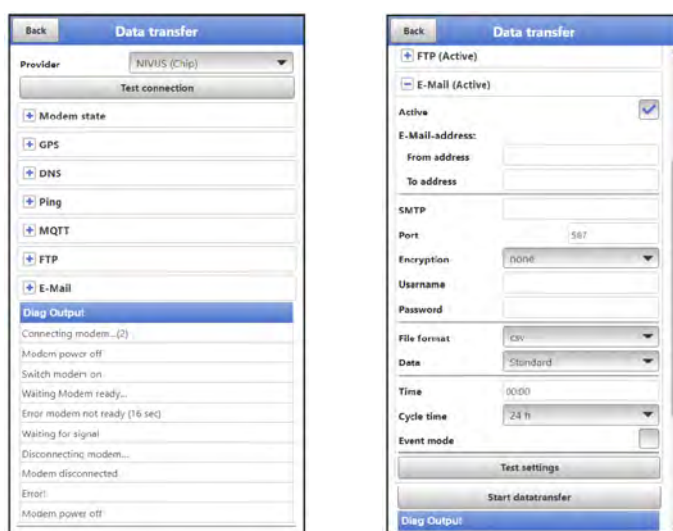 Back
Data transfer
Provider
NIVUS (Chip)
Test connection
Modem state
GPS
DNS
Ping
MQTT
FTP
E-Mail
Diag Output
Connecting modem...(2)
Modem power off
Switch modem on
Waiting Modem ready...
Error modem not ready (16 sec)
Waiting for signal
Disconnecting modem...
Modem disconnected
Error!
Modem power off
Back
Data transfer
FTP (Active)
E-Mail (Active)
Active
E-Mail-address:
From address
To address
SMTP
Port 587
Encryption none
Username
Password
File format csv
Data Standard
Time 00:00
Cycle time 24 h
Event mode
Test settings
Start datatransfer
Diag Output